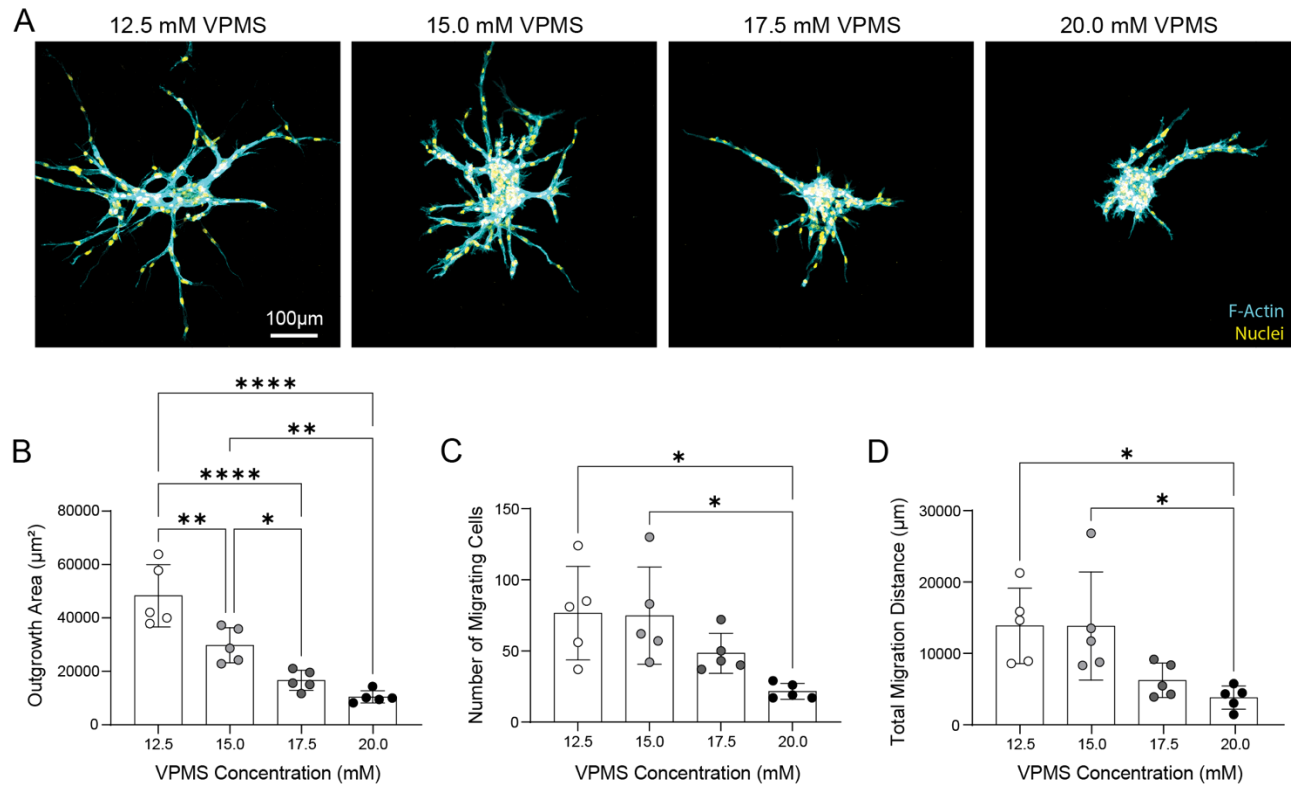 A
12.5 mM VPMS
15.0 mM VPMS
17.5 mM VPMS
20.0 mM VPMS
100µm
F-Actin
Nuclei
B
****
**
****
** *
Outgrowth Area (µm²)
80000
60000
40000
20000
0
12.5 15.0 17.5 20.0
VPMS Concentration (mM)
C
*
*
Number of Migrating Cells
150
100
50
0
12.5 15.0 17.5 20.0
VPMS Concentration (mM)
D
*
*
Total Migration Distance (µm)
30000
20000
10000
0
12.5 15.0 17.5 20.0
VPMS Concentration (mM)